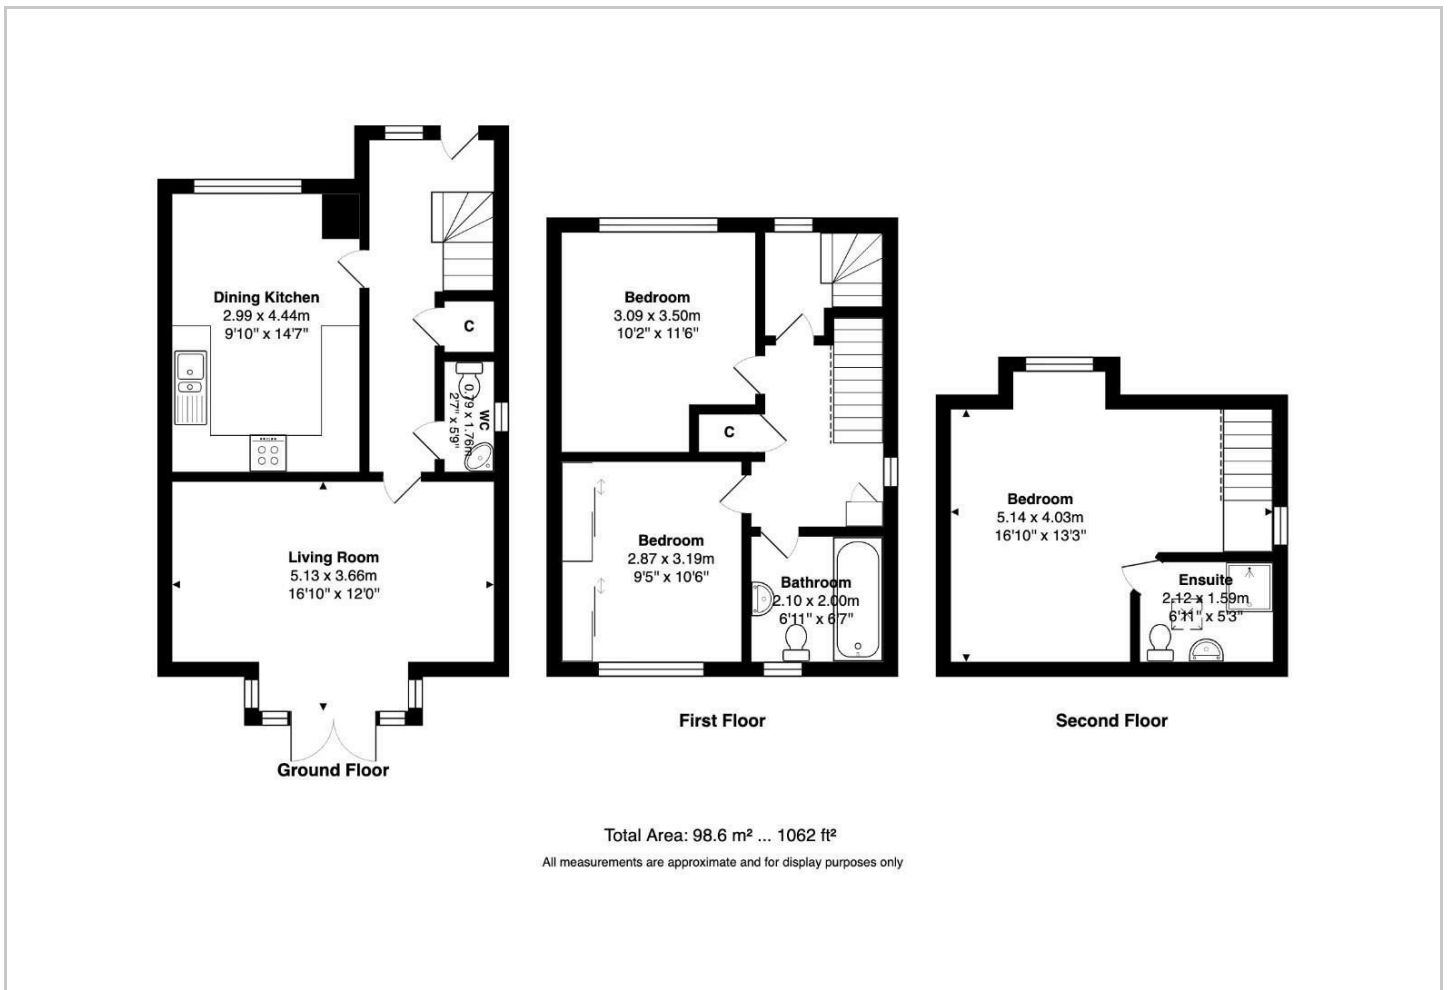 Dining Kitchen
2.99 x 4.44m
9'10" x 14'7"
C
WC
0.79 x 1.76m
2'7" x 5'9"
Living Room
5.13 x 3.66m
16'10" x 12'0"
Ground Floor
Bedroom
3.09 x 3.50m
10'2" x 11'6"
C
Bedroom
2.87 x 3.19m
9'5" x 10'6"
Bathroom
2.10 x 2.00m
6'11" x 6'7"
First Floor
Bedroom
5.14 x 4.03m
16'10" x 13'3"
Ensuite
2.12 x 1.59m
6'11" x 5'3"
Second Floor
Total Area: 98.6 m² ... 1062 ft²
All measurements are approximate and for display purposes only